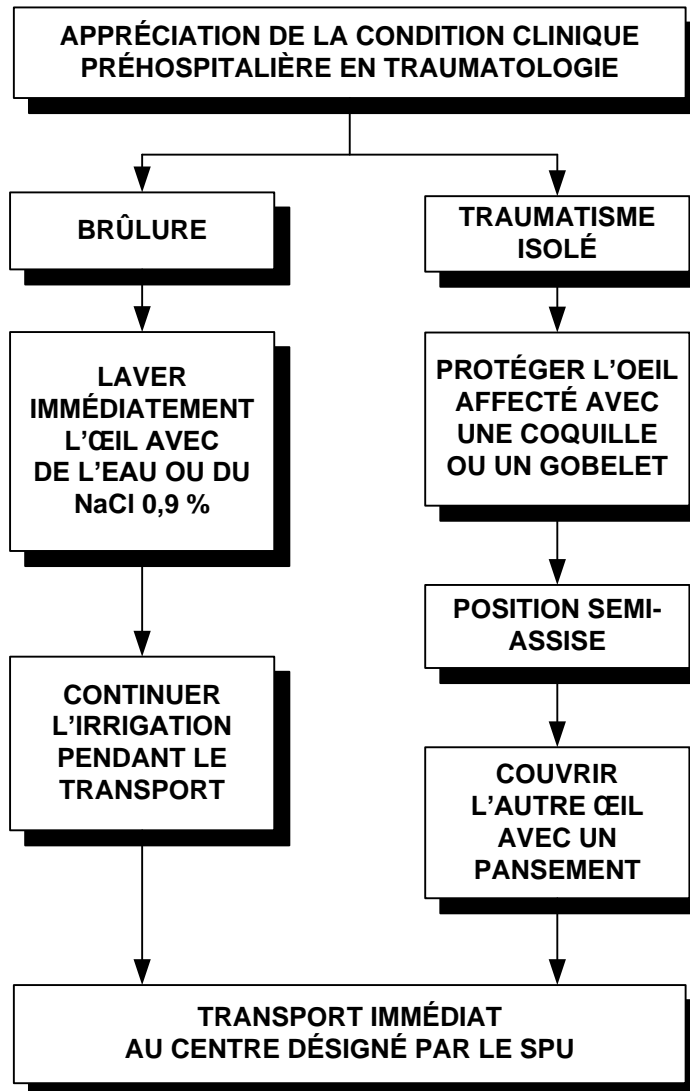 APPRÉCIATION DE LA CONDITION CLINIQUE
PRÉHOSPITALIÈRE EN TRAUMATOLOGIE
BRÛLURE
LAVER
IMMÉDIATEMENT
L'ŒIL AVEC
DE L'EAU OU DU
NaCl 0,9 %
CONTINUER
L'IRRIGATION
PENDANT LE
TRANSPORT
TRAUMATISME
ISOLÉ
PROTÉGER L'OEIL
AFFECTÉ AVEC
UNE COQUILLE
OU UN GOBELET
POSITION SEMI-
ASSISE
COUVRIR
L'AUTRE ŒIL
AVEC UN
PANSEMENT
TRANSPORT IMMÉDIAT
AU CENTRE DÉSIGNÉ PAR LE SPU